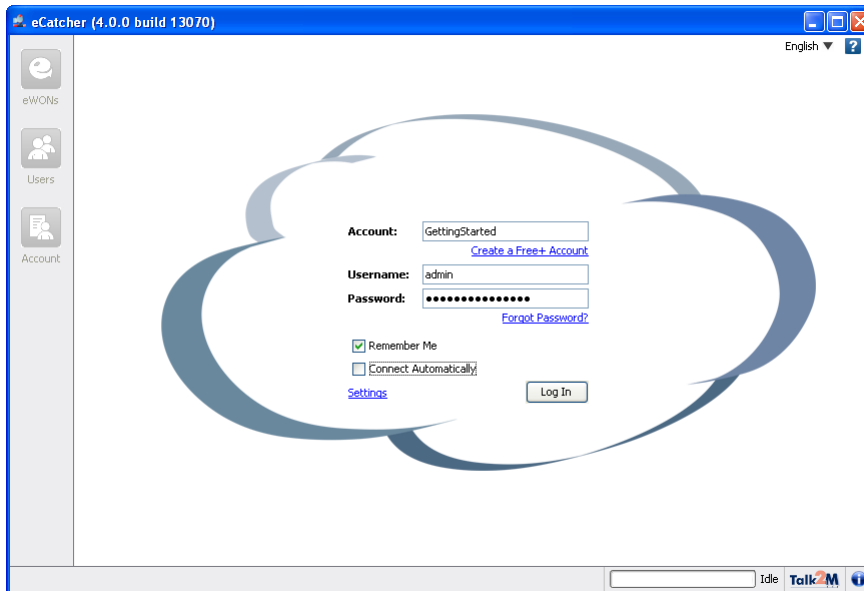 eCatcher (4.0.0 build 13070)
English
?
eWONs
Users
Account
Account: GettingStarted
Create a Free+ Account
Username: admin
Password: ●●●●●●●●●●●●●●●
Forgot Password?
Remember Me
Connect Automatically
Settings
Log In
Idle
Talk2M
i